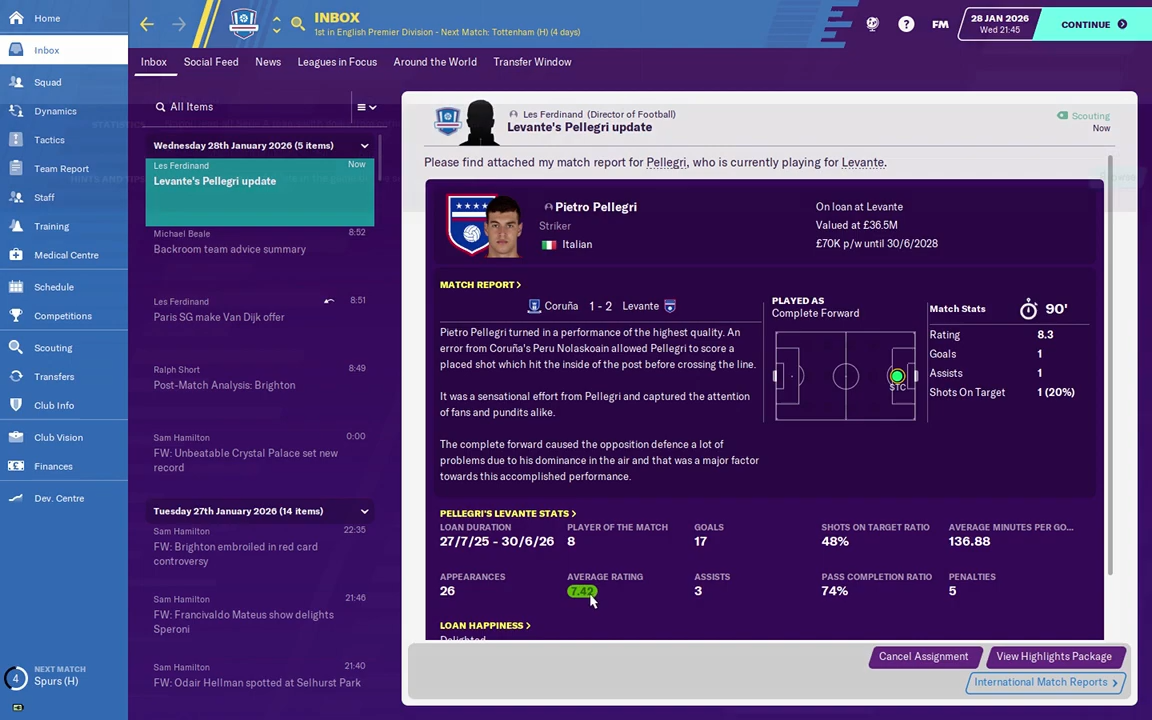 Home
Inbox
Squad
Dynamics
Tactics
Team Report
Staff
Training
Medical Centre
Schedule
Competitions
Scouting
Transfers
Club Info
Club Vision
Finances
Dev. Centre
4
NEXT MATCH
Spurs (H)
INBOX
1st in English Premier Division - Next Match: Tottenham (H) (4 days)
FM
28 JAN 2026
Wed 21:45
CONTINUE
Inbox
Social Feed
News
Leagues in Focus
Around the World
Transfer Window
All Items
Wednesday 28th January 2026 (5 items)
Les Ferdinand
Now
Levante's Pellegri update
Michael Beale
8:52
Backroom team advice summary
Les Ferdinand
8:51
Paris SG make Van Dijk offer
Ralph Short
8:49
Post-Match Analysis: Brighton
Sam Hamilton
0:00
FW: Unbeatable Crystal Palace set new
record
Tuesday 27th January 2026 (14 items)
Sam Hamilton
22:35
FW: Brighton embroiled in red card
controversy
Sam Hamilton
21:46
FW: Francivaldo Mateus show delights
Speroni
Sam Hamilton
21:40
FW: Odair Hellman spotted at Selhurst Park
Les Ferdinand (Director of Football)
Levante's Pellegri update
Scouting
Now
Please find attached my match report for Pellegri, who is currently playing for Levante.
Pietro Pellegri
Striker
Italian
On loan at Levante
Valued at £36.5M
£70K p/w until 30/6/2028
MATCH REPORT >
Coruña 1 - 2 Levante
Pietro Pellegri turned in a performance of the highest quality. An
error from Coruña's Peru Nolaskoain allowed Pellegri to score a
placed shot which hit the inside of the post before crossing the line.
It was a sensational effort from Pellegri and captured the attention
of fans and pundits alike.
The complete forward caused the opposition defence a lot of
problems due to his dominance in the air and that was a major factor
towards this accomplished performance.
PLAYED AS
Complete Forward
STC
Match Stats
90'
Rating 8.3
Goals 1
Assists 1
Shots On Target 1 (20%)
PELLEGRI'S LEVANTE STATS >
LOAN DURATION
27/7/25 - 30/6/26
PLAYER OF THE MATCH
8
GOALS
17
SHOTS ON TARGET RATIO
48%
AVERAGE MINUTES PER GO...
136.88
APPEARANCES
26
AVERAGE RATING
7.42
ASSISTS
3
PASS COMPLETION RATIO
74%
PENALTIES
5
LOAN HAPPINESS >
Delighted
Cancel Assignment
View Highlights Package
International Match Reports >